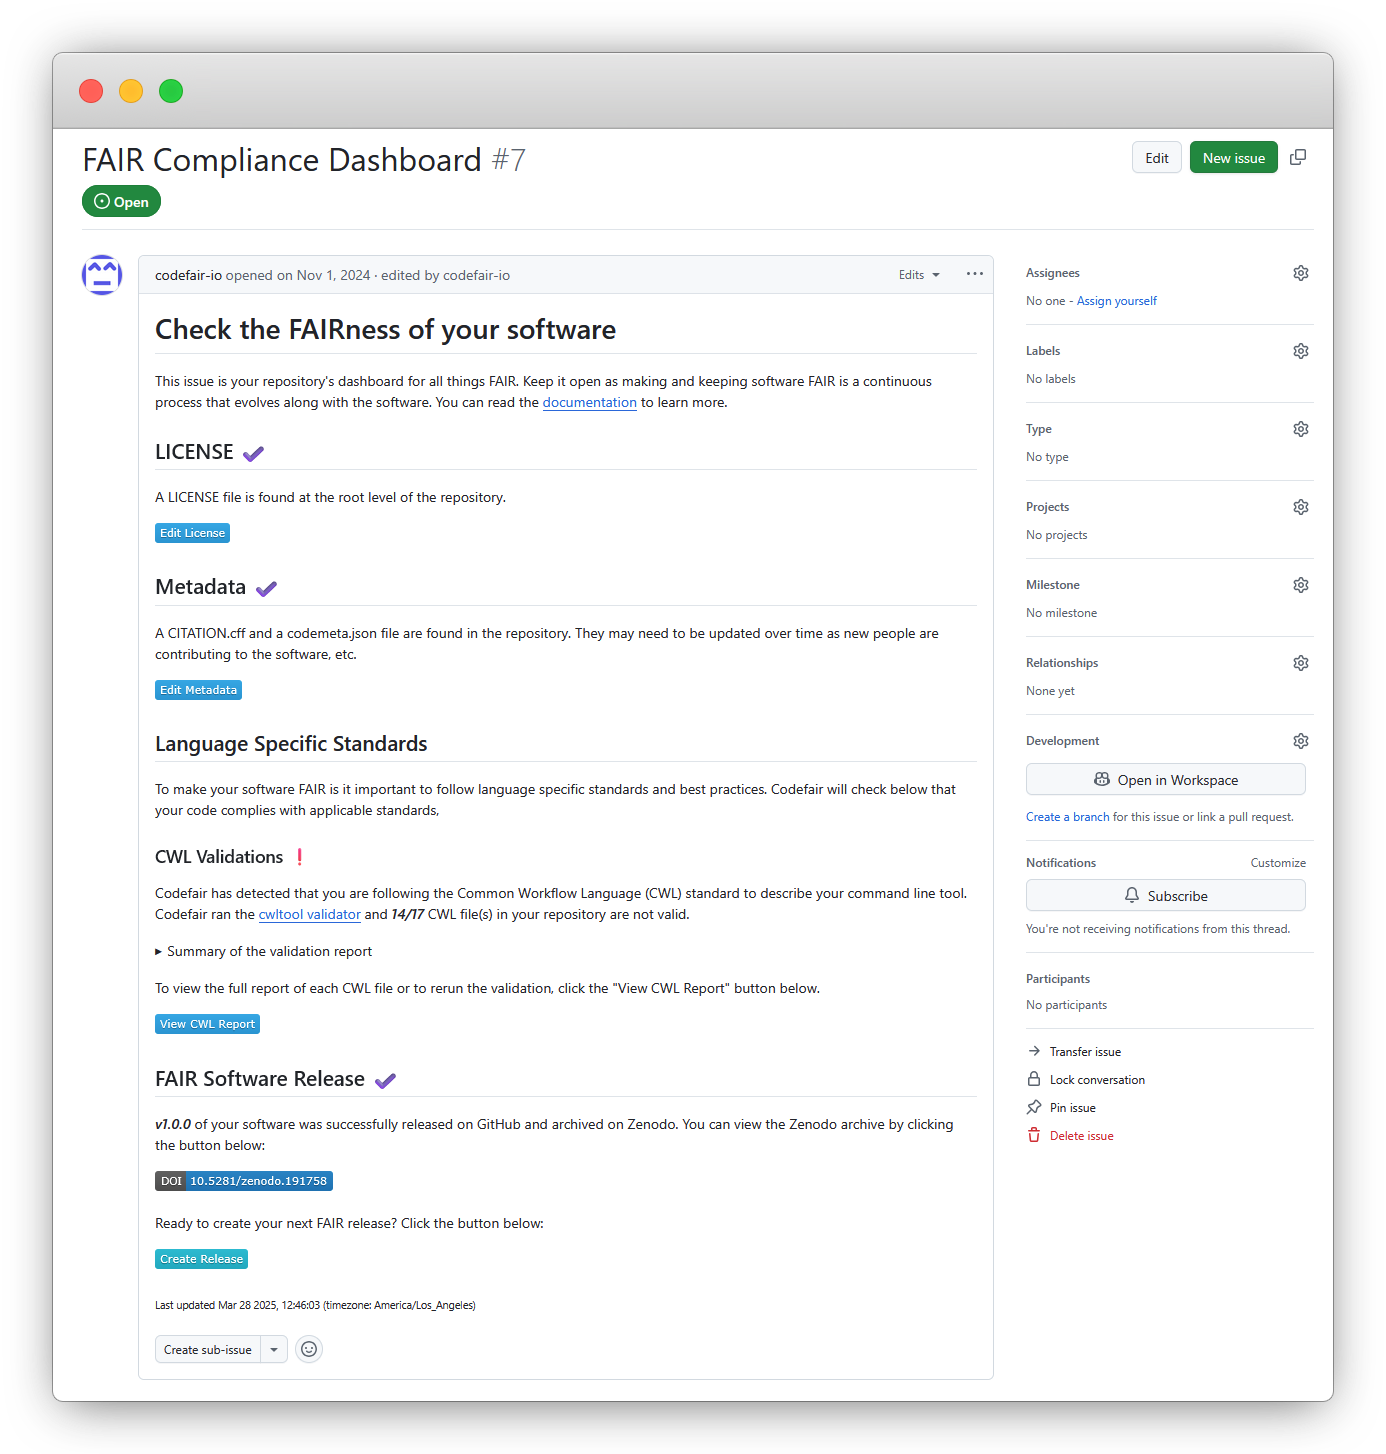 FAIR Compliance Dashboard #7
Edit
New issue
Open
codefair-io opened on Nov 1, 2024 · edited by codefair-io
Edits
Check the FAIRness of your software
This issue is your repository's dashboard for all things FAIR. Keep it open as making and keeping software FAIR is a continuous
process that evolves along with the software. You can read the documentation to learn more.
LICENSE
A LICENSE file is found at the root level of the repository.
Edit License
Metadata
A CITATION.cff and a codemeta.json file are found in the repository. They may need to be updated over time as new people are
contributing to the software, etc.
Edit Metadata
Language Specific Standards
To make your software FAIR is it important to follow language specific standards and best practices. Codefair will check below that
your code complies with applicable standards,
CWL Validations ❗
Codefair has detected that you are following the Common Workflow Language (CWL) standard to describe your command line tool.
Codefair ran the cwltool validator and 14/17 CWL file(s) in your repository are not valid.
Summary of the validation report
To view the full report of each CWL file or to rerun the validation, click the "View CWL Report" button below.
View CWL Report
FAIR Software Release
v1.0.0 of your software was successfully released on GitHub and archived on Zenodo. You can view the Zenodo archive by clicking
the button below:
DOI 10.5281/zenodo.191758
Ready to create your next FAIR release? Click the button below:
Create Release
Last updated Mar 28 2025, 12:46:03 (timezone: America/Los_Angeles)
Create sub-issue
Assignees
No one - Assign yourself
Labels
No labels
Type
No type
Projects
No projects
Milestone
No milestone
Relationships
None yet
Development
Open in Workspace
Create a branch for this issue or link a pull request.
Notifications
Customize
Subscribe
You're not receiving notifications from this thread.
Participants
No participants
Transfer issue
Lock conversation
Pin issue
Delete issue